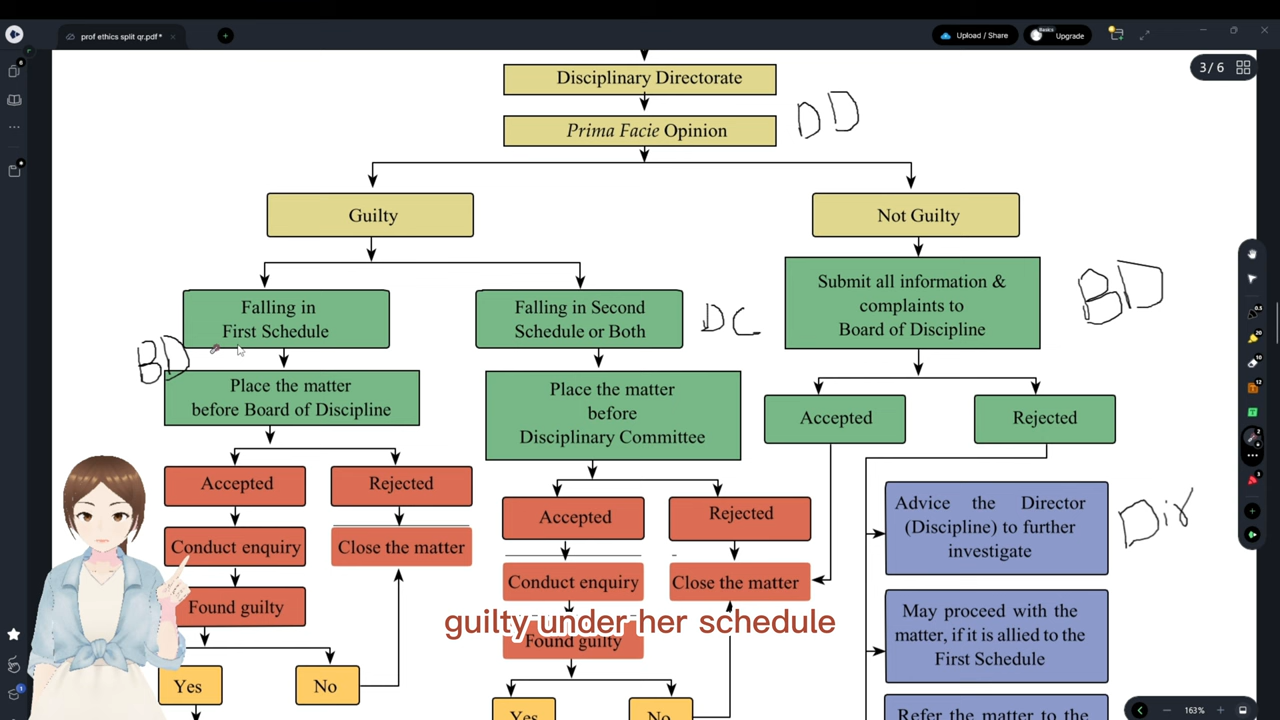 prof ethics split qr.pdf*
Upload / Share
Upgrade
3/6
Disciplinary Directorate
Prima Facie Opinion
DD
Guilty
Not Guilty
Falling in
First Schedule
Falling in Second
Schedule or Both
DC
Submit all information &
complaints to
Board of Discipline
BD
BD
Place the matter
before Board of Discipline
Place the matter
before
Disciplinary Committee
Accepted
Rejected
Accepted
Rejected
Accepted
Rejected
Conduct enquiry
Close the matter
Conduct enquiry
Close the matter
Advice the Director
(Discipline) to further
investigate
Dir
Found guilty
Found guilty
guilty under her schedule
May proceed with the
matter, if it is allied to the
First Schedule
Yes
No
Yes
No
Refer the matter to the
163%